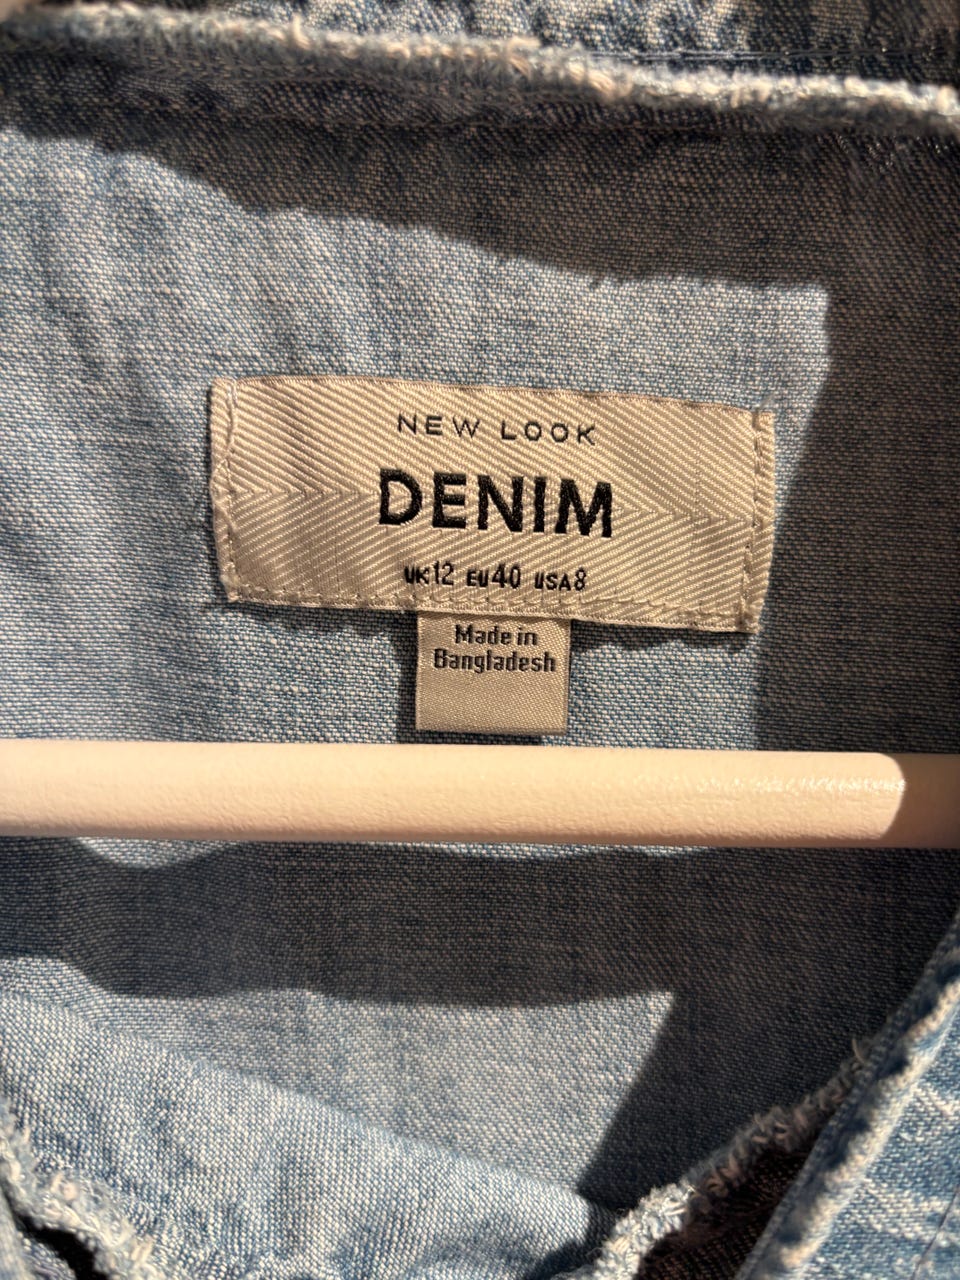 NEW LOOK
DENIM
UK12 EU40 USA8
Made in
Bangladesh